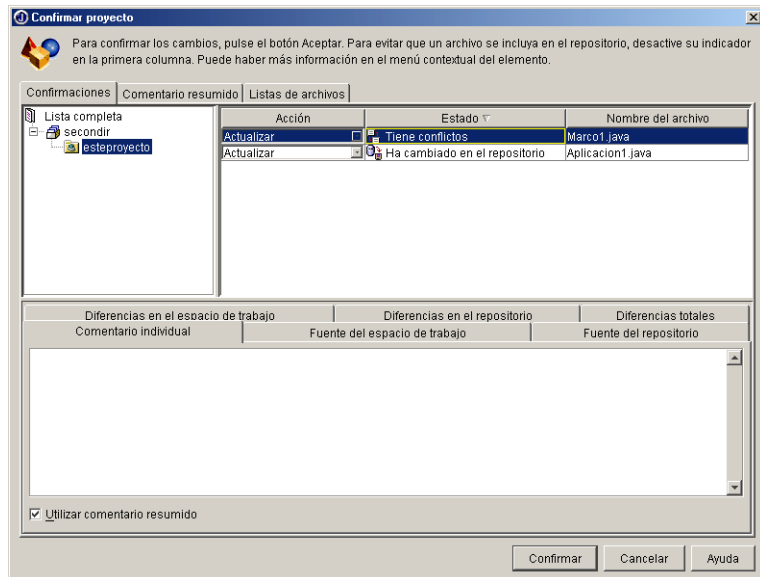 Confirmar proyecto
Para confirmar los cambios, pulse el botón Aceptar. Para evitar que un archivo se incluya en el repositorio, desactive su indicador
en la primera columna. Puede haber más información en el menú contextual del elemento.
Confirmaciones Comentario resumido Listas de archivos
Lista completa
secondir
esteproyecto
Acción Estado Nombre del archivo
Actualizar Tiene conflictos Marco1.java
Actualizar Ha cambiado en el repositorio Aplicacion1.java
Diferencias en el espacio de trabajo Diferencias en el repositorio Diferencias totales
Comentario individual Fuente del espacio de trabajo Fuente del repositorio
Utilizar comentario resumido
Confirmar Cancelar Ayuda